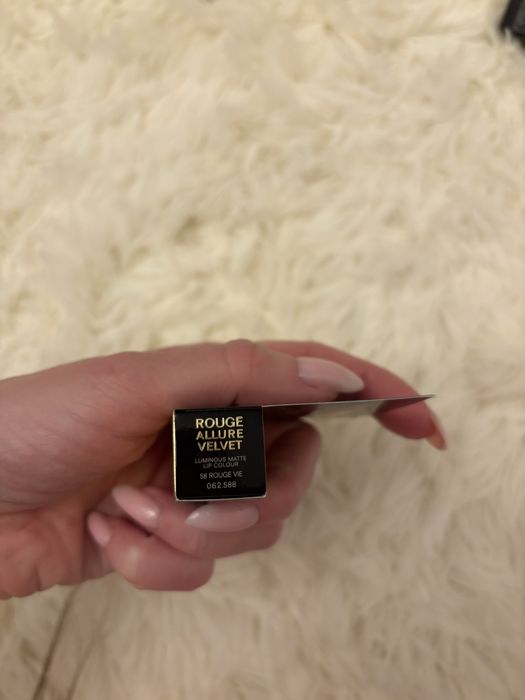 ROUGE
ALLURE
VELVET
LUMINOUS MATTE
LIP COLOUR
58 ROUGE VIE
062.588